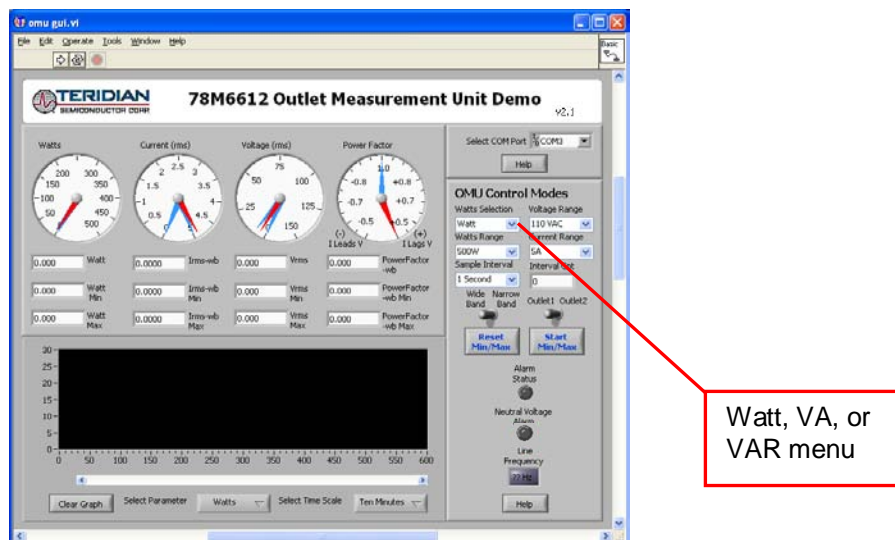 omu gui.vi
File Edit Operate Tools Window Help
Basic
TERIDIAN
SEMICONDUCTOR CORP.
78M6612 Outlet Measurement Unit Demo
v2.1
Watts
Current (rms)
Voltage (rms)
Power Factor
50 100 150 200 300 350 400 450 500
0.5 1 1.5 2 2.5 3 3.5 4.5
25 50 75 100 125 150
-0.5 -0.7 -0.8 1.0 +0.8 +0.7 +0.5
(-) (+)
I Leads V I Lags V
0.000 Watt
0.0000 Irms-wb
0.000 Vrms
0.000 PowerFactor -wb
0.000 Watt Min
0.0000 Irms-wb Min
0.000 Vrms Min
0.000 PowerFactor -wb Min
0.000 Watt Max
0.0000 Irms-wb Max
0.000 Vrms Max
0.000 PowerFactor -wb Max
30
25
20
15
10
5
0
0 50 100 150 200 250 300 350 400 450 500 550 600
Clear Graph
Select Parameter
Watts
Select Time Scale
Ten Minutes
Select COM Port
COM3
Help
OMU Control Modes
Watts Selection
Voltage Range
Watt
110 VAC
Watts Range
Current Range
500W
5A
Sample Interval
Interval Cnt
1 Second
0
Wide Band
Narrow Band
Outlet1 Outlet2
Reset Min/Max
Start Min/Max
Alarm Status
Neutral Voltage Alarm
Line Frequency
?? Hz
Help
Watt, VA, or
VAR menu